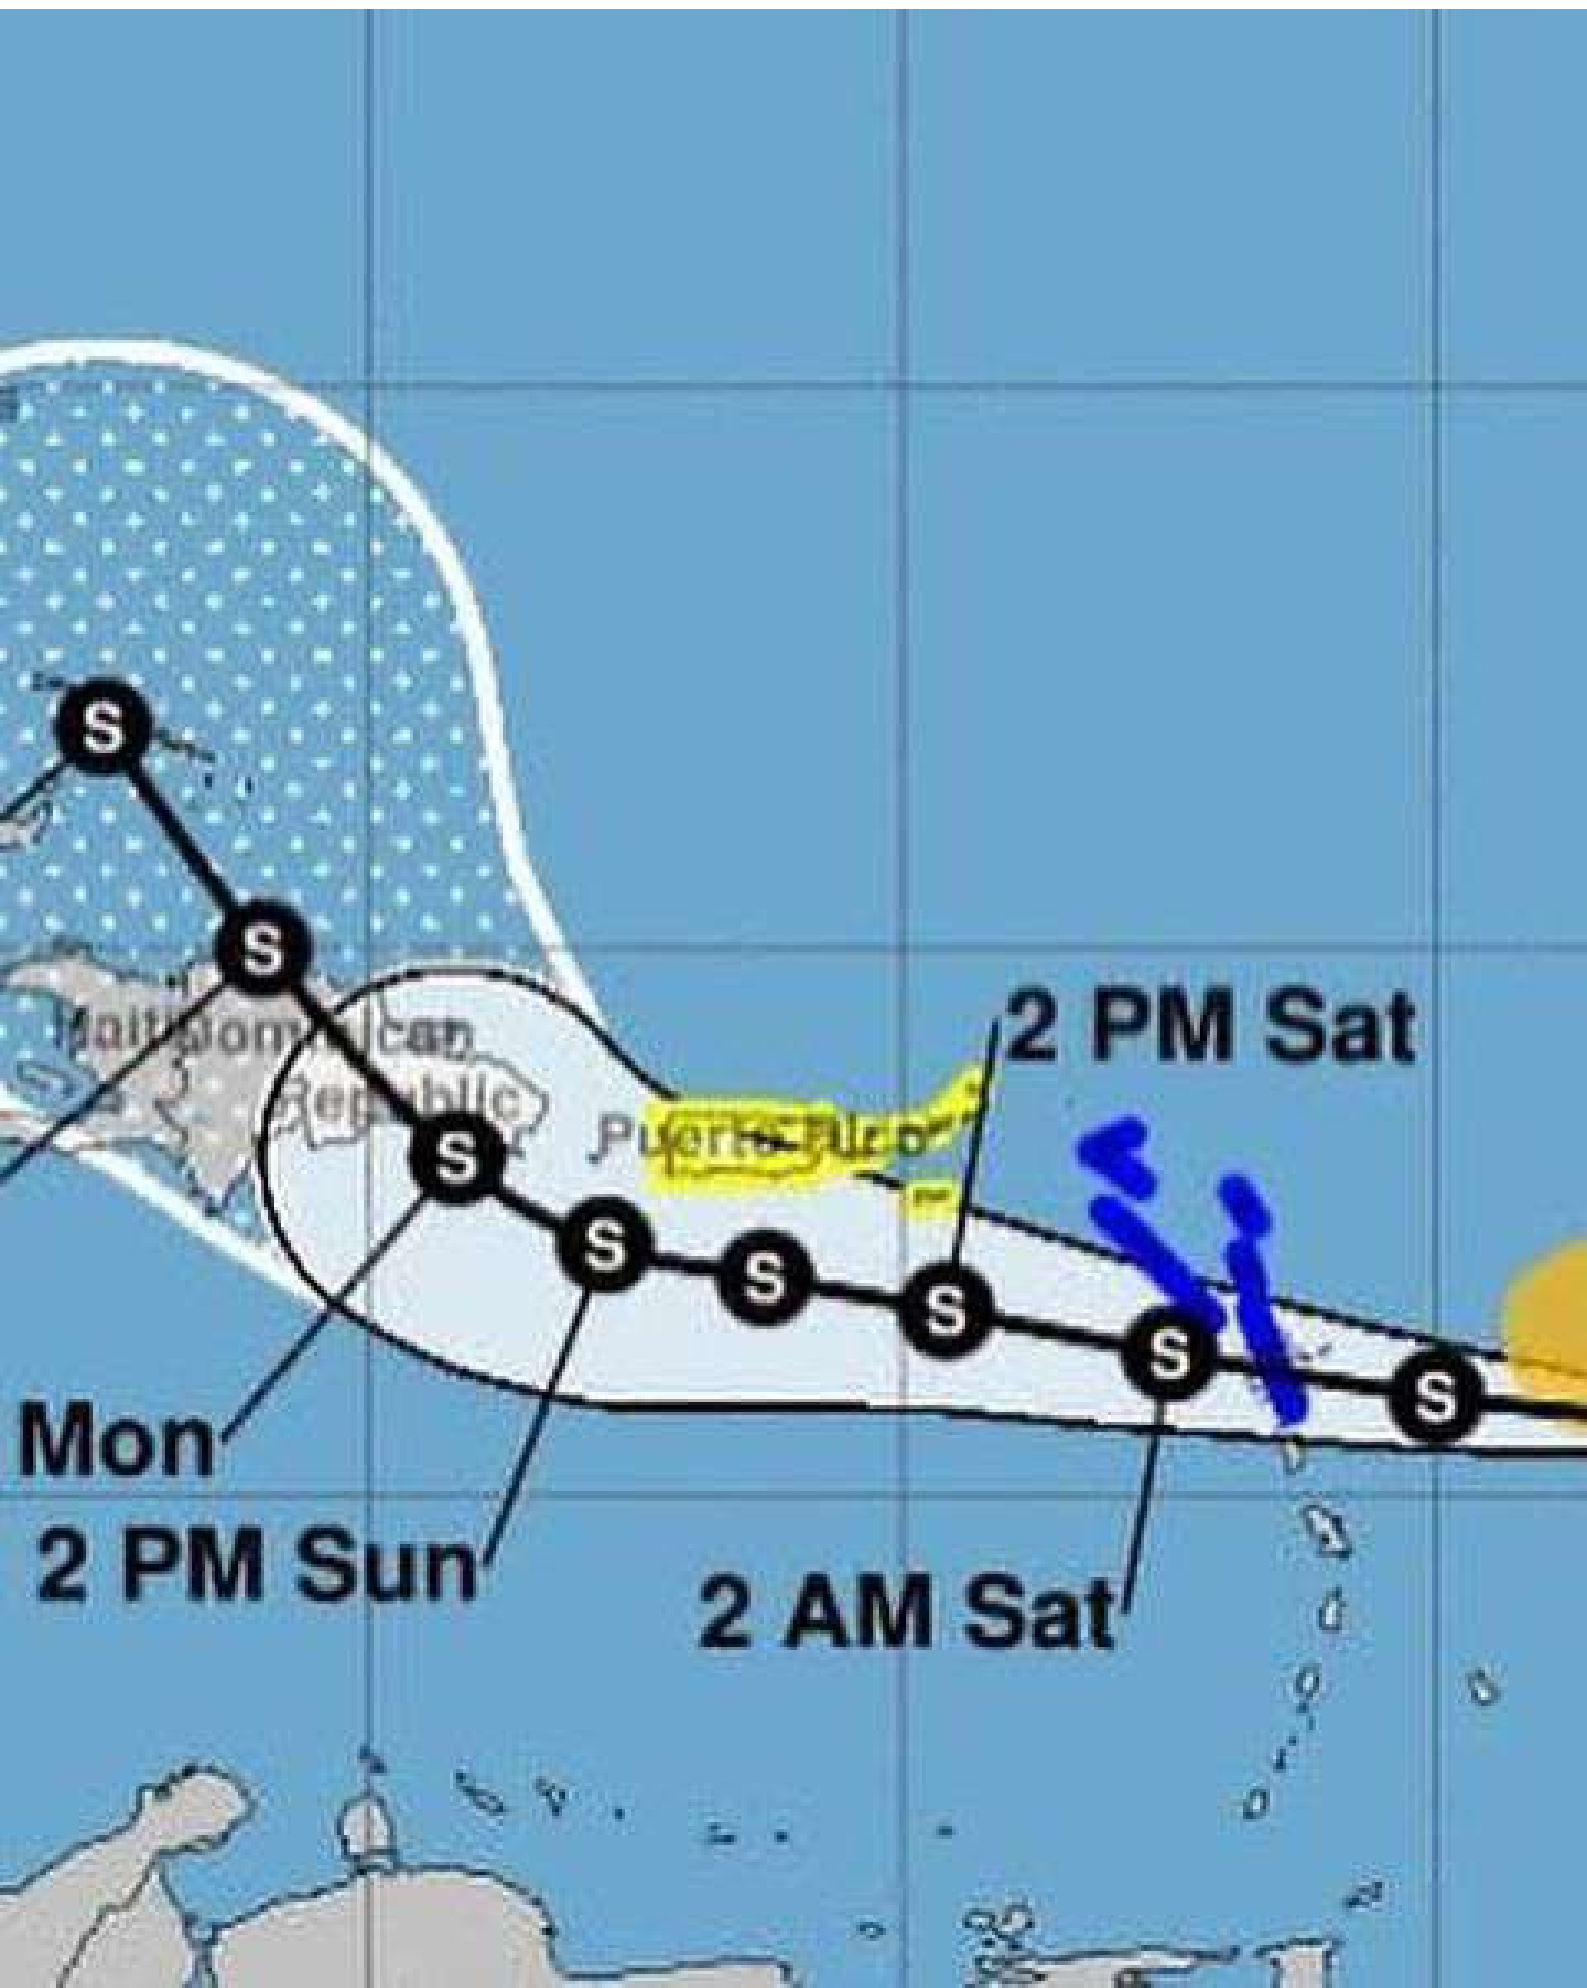 S
S
2 PM Sat
Dominican
Republic
Puerto Rico
S
S
S
S
S
S
Mon
2 PM Sun
2 AM Sat